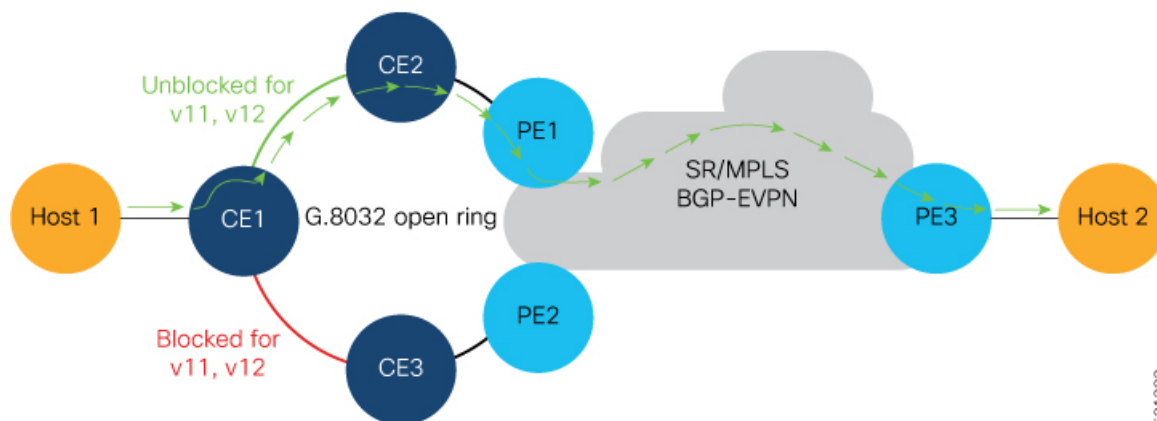 CE2
Unblocked for
v11, v12
PE1
SR/MPLS
BGP-EVPN
Host 1
CE1
G.8032 open ring
PE3
Host 2
PE2
Blocked for
v11, v12
CE3